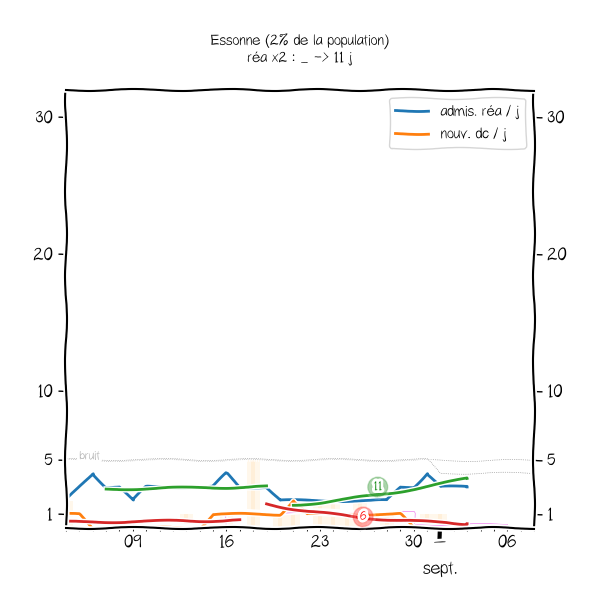 Essonne (2% de la population)
réa x2 : _ -> 11 j
admis. réa / j
nouv. dc / j
30
30
20
20
10
10
5
5
bruit
11
6
1
1
09
16
23
30
06
sept.